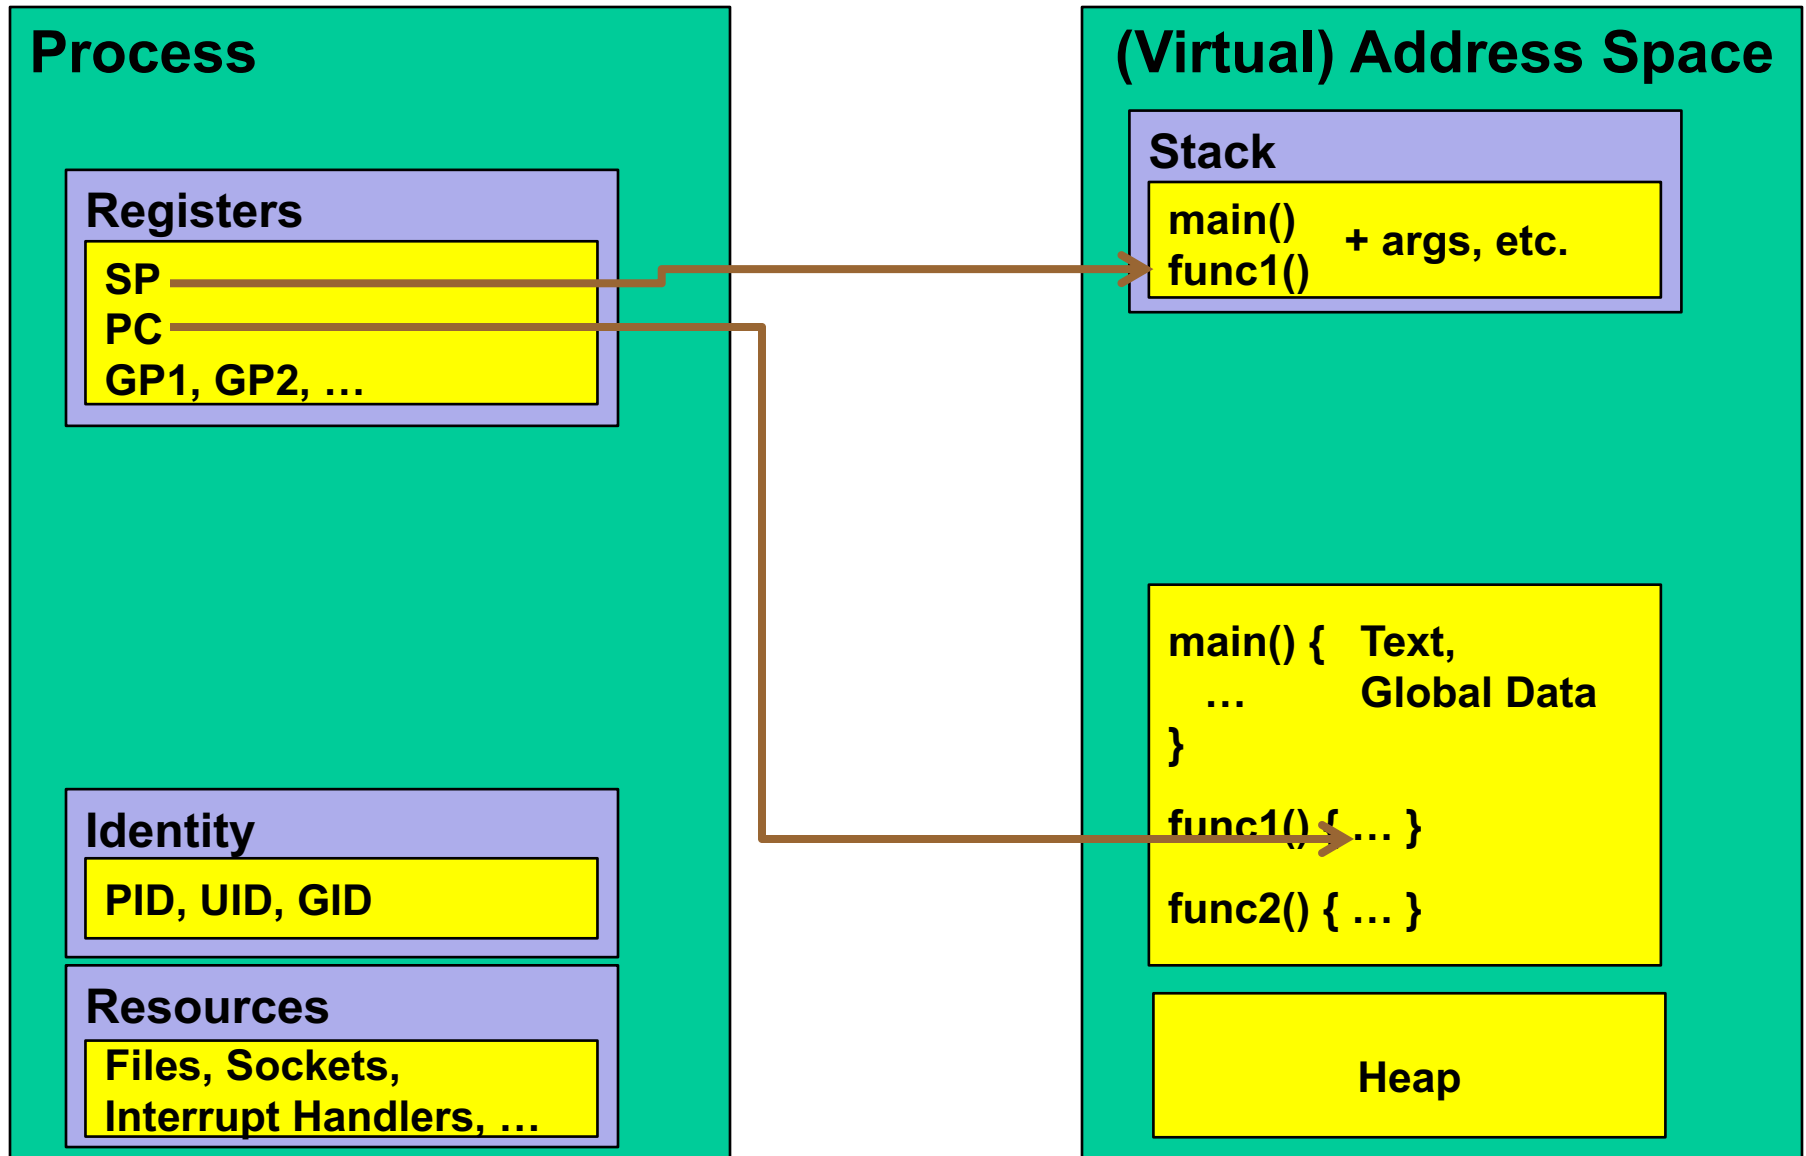 Process
Registers
SP
PC
GP1, GP2, …
Identity
PID, UID, GID
Resources
Files, Sockets,
Interrupt Handlers, …
(Virtual) Address Space
Stack
main()
func1()
+ args, etc.
main() { Text,
… Global Data
}
func1() { … }
func2() { … }
Heap